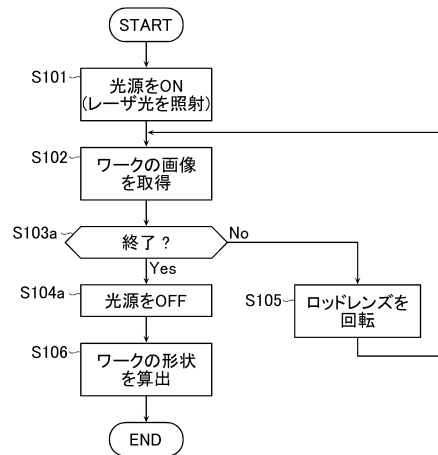 START
S101
光源をON
(レーザ光を照射)
S102
ワークの画像
を取得
S103a
終了?
No
Yes
S104a
光源をOFF
S105
ロッドレンズを
回転
S106
ワークの形状
を算出
END